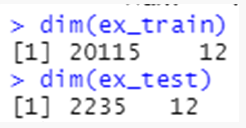 > dim(ex_train)
[1] 20115    12
> dim(ex_test)
[1] 2235   12